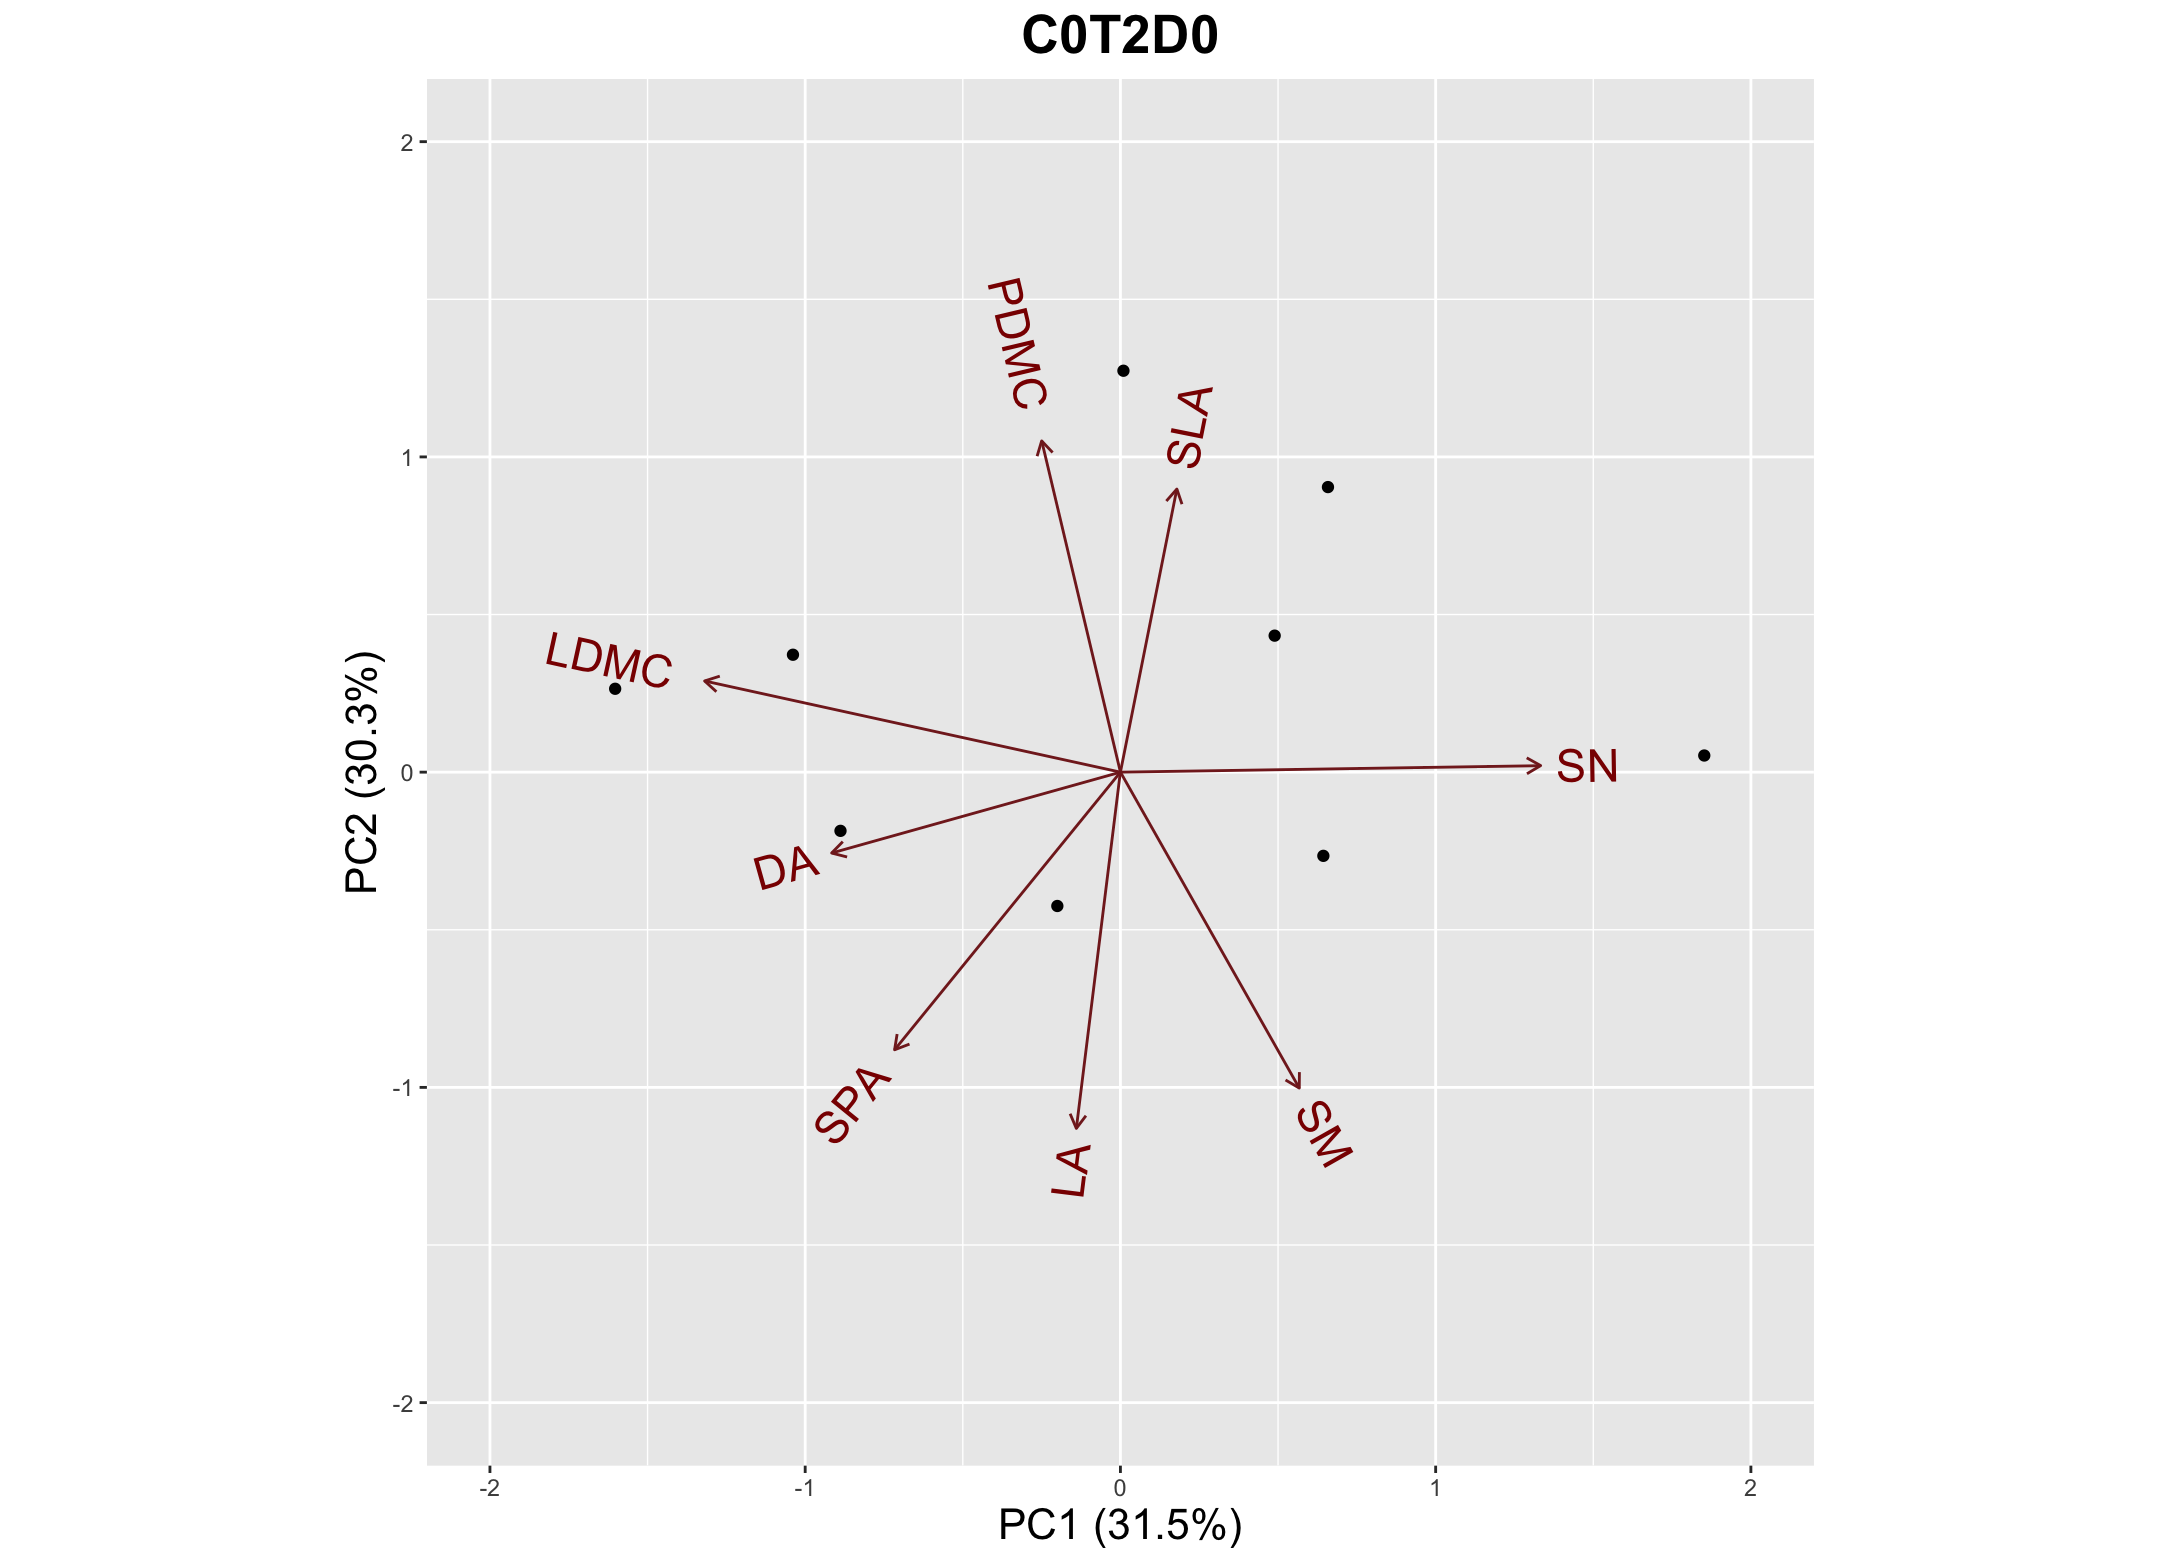 C0T2D0
2
1
0
-1
-2
PC2 (30.3%)
PDMC
SLA
LDMC
SN
DA
SPA
LA
SM
-2
-1
0
1
2
PC1 (31.5%)